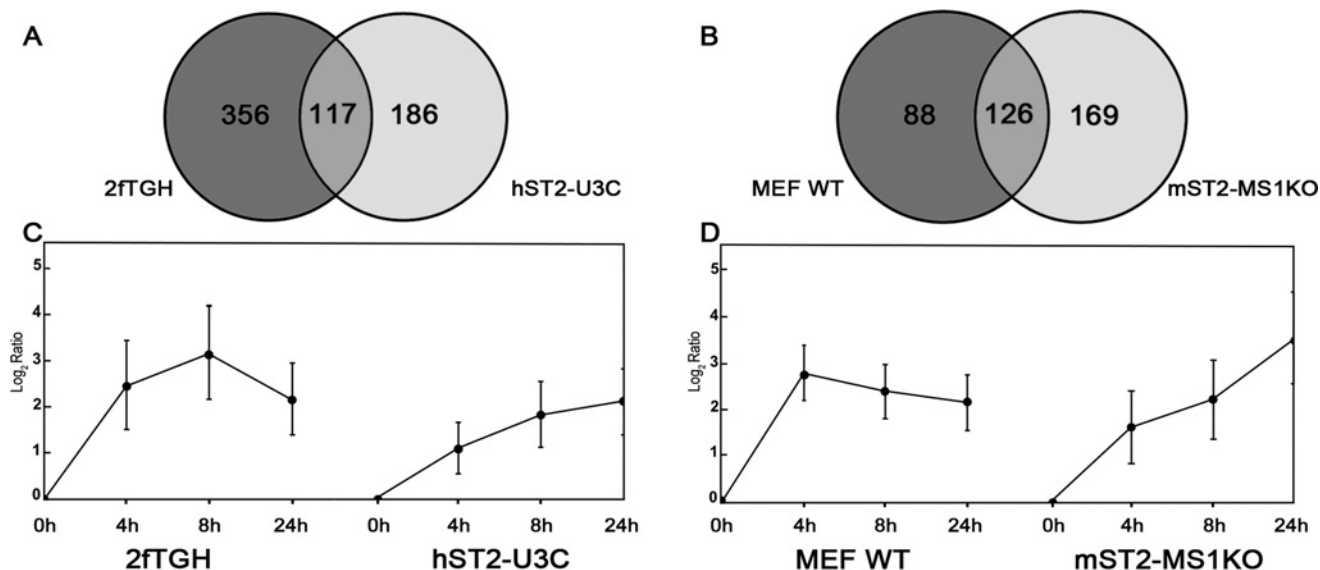 A
356 117 186
2fTGH
hST2-U3C
B
88 126 169
MEF WT
mST2-MS1KO
C
Log2 Ratio
5
4
3
2
1
0
0h 4h 8h 24h 0h 4h 8h 24h
2fTGH hST2-U3C
D
Log2 Ratio
5
4
3
2
1
0
0h 4h 8h 24h 0h 4h 8h 24h
MEF WT mST2-MS1KO